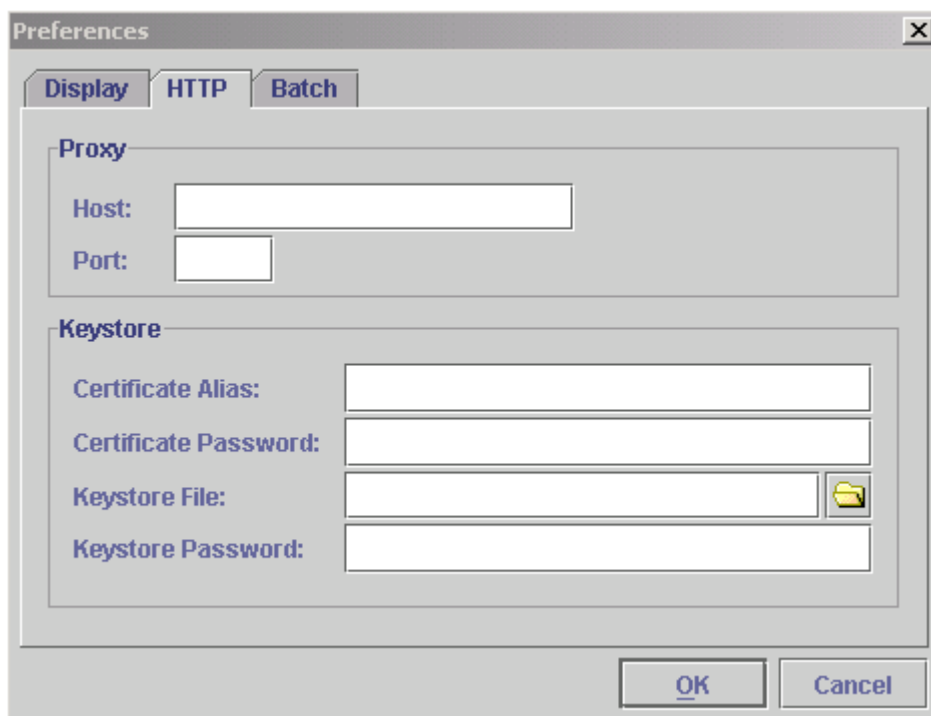 Preferences
Display HTTP Batch
Proxy
Host:
Port:
Keystore
Certificate Alias:
Certificate Password:
Keystore File:
Keystore Password:
OK Cancel